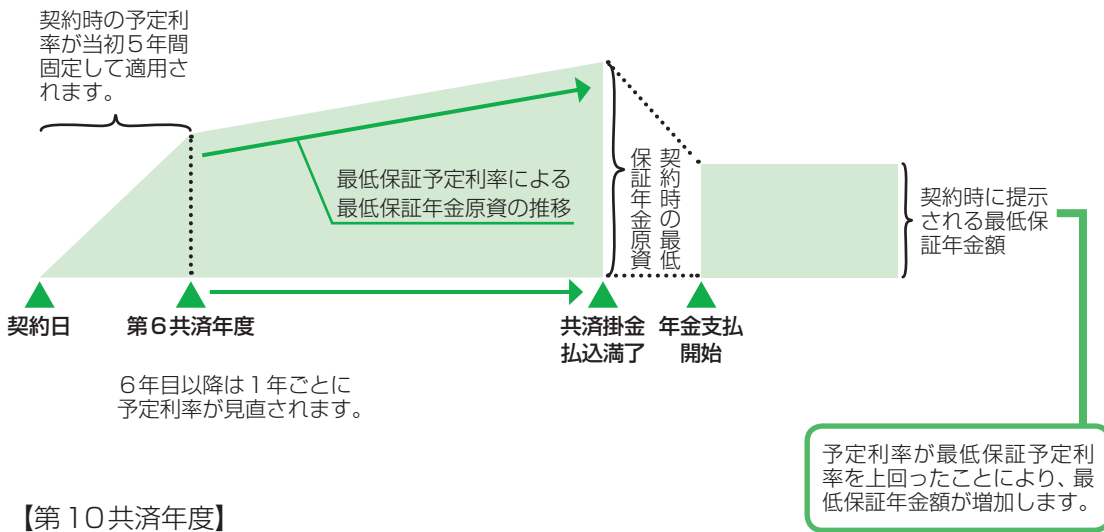 契約時の予定利
率が当初5年間
固定して適用さ
れます。
最低保証予定利率による
最低保証年金原資の推移
契約時の最低
保証年金原資
契約時に提示
される最低保
証年金額
契約日
第6共済年度
共済掛金
払込満了
年金支払
開始
6年目以降は1年ごとに
予定利率が見直されます。
予定利率が最低保証予定利
率を上回ったことにより、最
低保証年金額が増加します。
【第10共済年度】